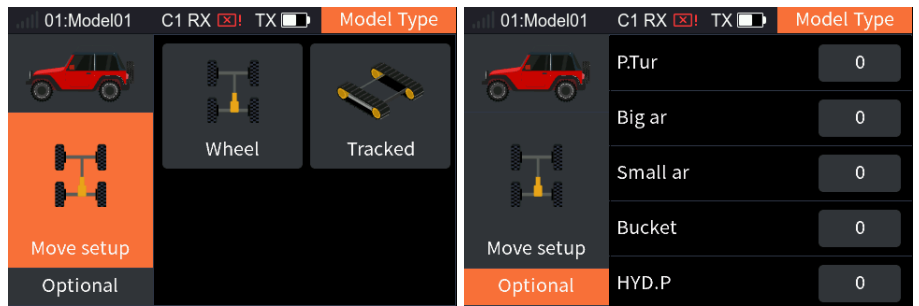 01:Model01 C1 RX ! TX Model Type
Wheel Tracked
Move setup
Optional
01:Model01 C1 RX ! TX Model Type
P.Tur 0
Big ar 0
Small ar 0
Bucket 0
Move setup
Optional
HYD.P 0